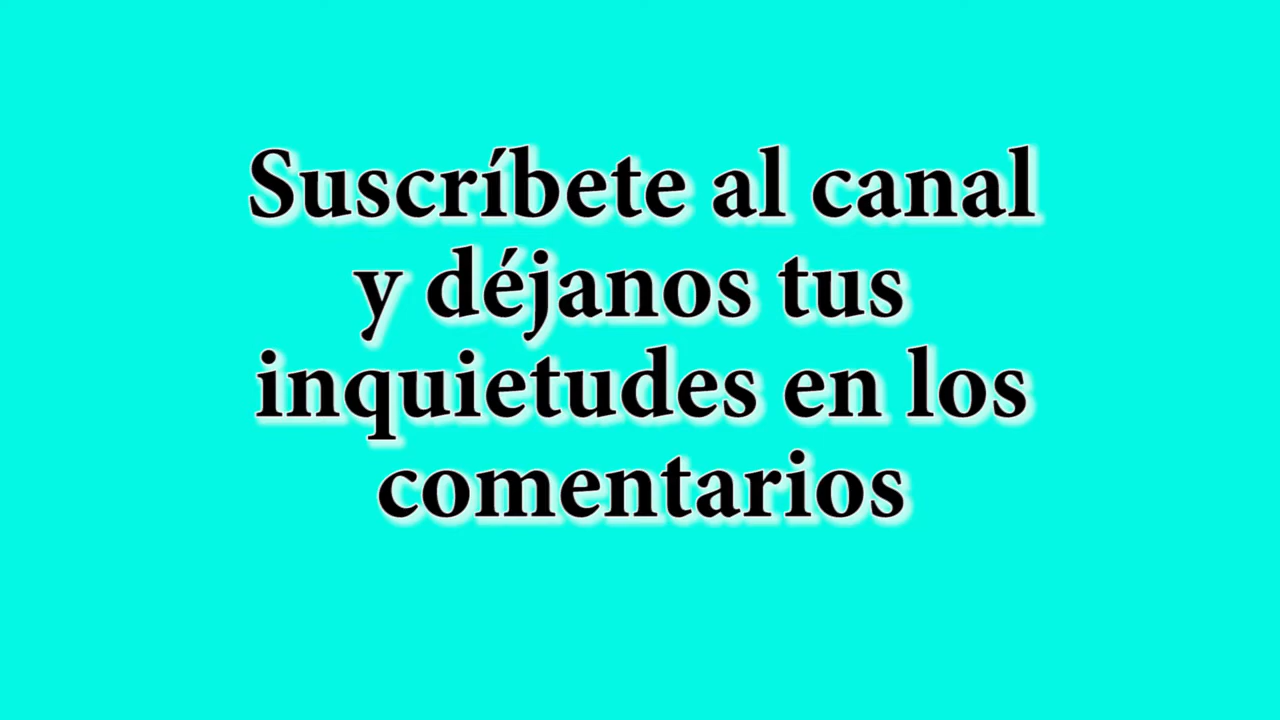 Suscríbete al canal
y déjanos tus
inquietudes en los
comentarios